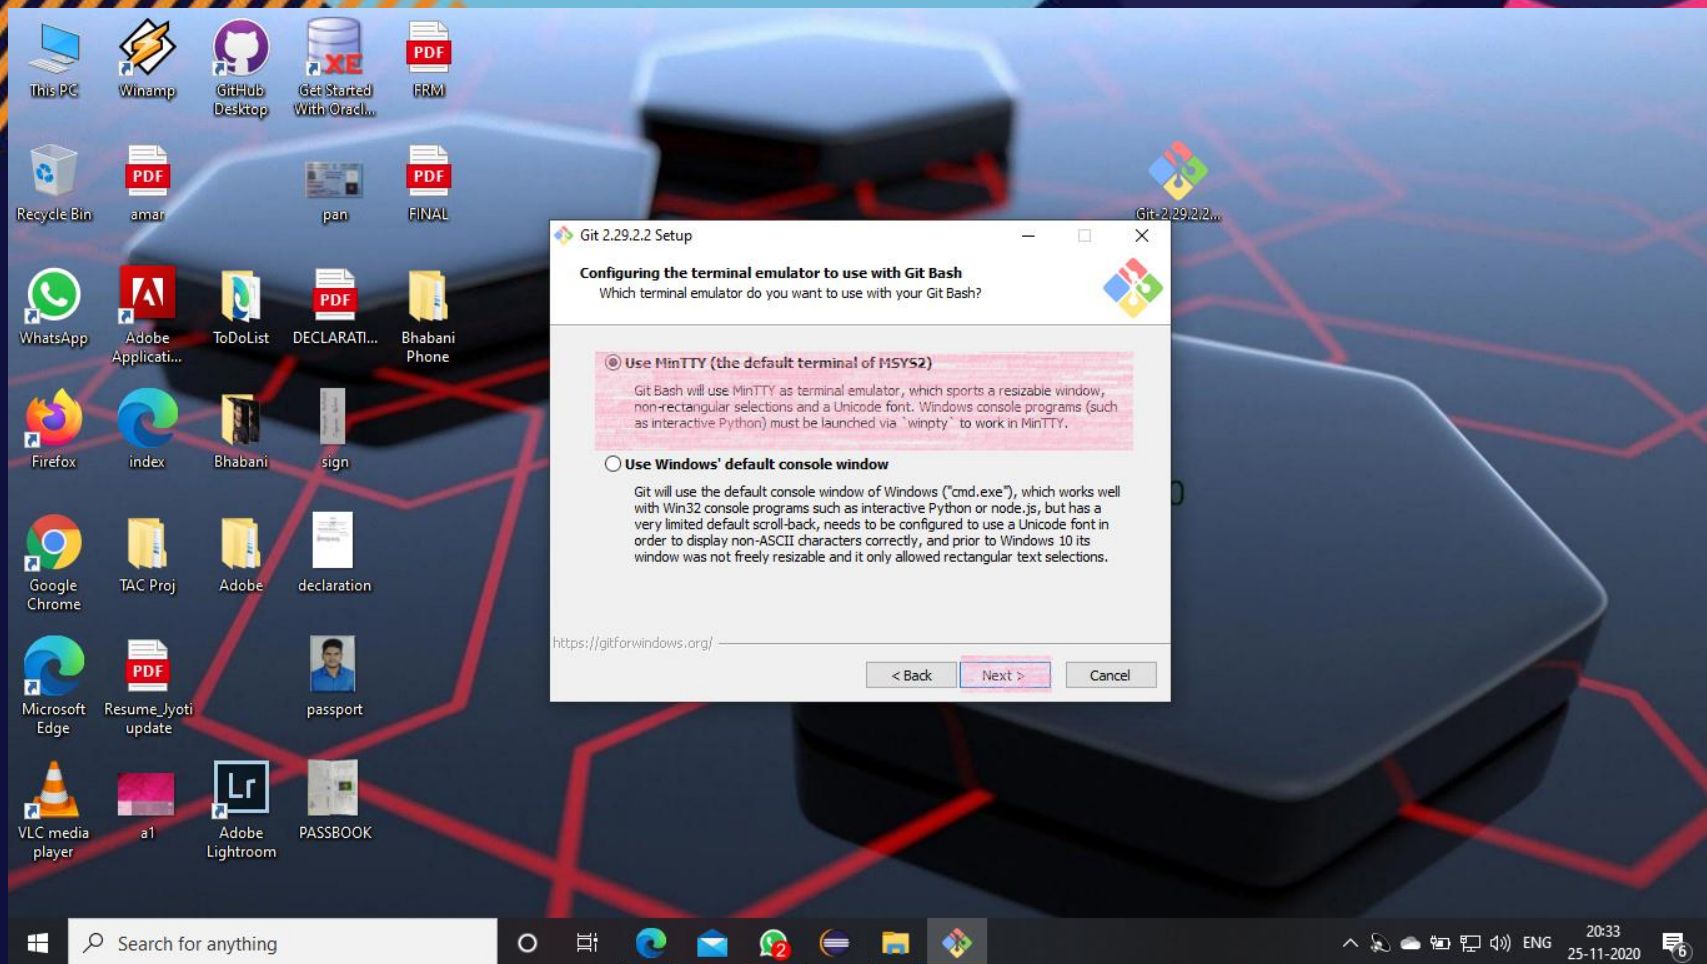 This PC
Winamp
GitHub
Desktop
XE
Get Started
With Oracl...
PDF
FRM
Recycle Bin
PDF
amar
pan
PDF
FINAL
Git-2.29.2.2...
WhatsApp
Adobe
Applicati...
ToDoList
PDF
DECLARATI...
Bhabani
Phone
Firefox
index
Bhabani
sign
Google
Chrome
TAC Proj
Adobe
declaration
Microsoft
Edge
PDF
Resume_Jyoti
update
passport
VLC media
player
a1
Lr
Adobe
Lightroom
PASSBOOK
Git 2.29.2.2 Setup
Configuring the terminal emulator to use with Git Bash
Which terminal emulator do you want to use with your Git Bash?
Use MinTTY (the default terminal of MSYS2)
Git Bash will use MinTTY as terminal emulator, which sports a resizable window,
non-rectangular selections and a Unicode font. Windows console programs (such
as interactive Python) must be launched via `winpty` to work in MinTTY.
Use Windows' default console window
Git will use the default console window of Windows ("cmd.exe"), which works well
with Win32 console programs such as interactive Python or node.js, but has a
very limited default scroll-back, needs to be configured to use a Unicode font in
order to display non-ASCII characters correctly, and prior to Windows 10 its
window was not freely resizable and it only allowed rectangular text selections.
https://gitforwindows.org/
< Back
Next >
Cancel
Search for anything
2
ENG
20:33
25-11-2020
6